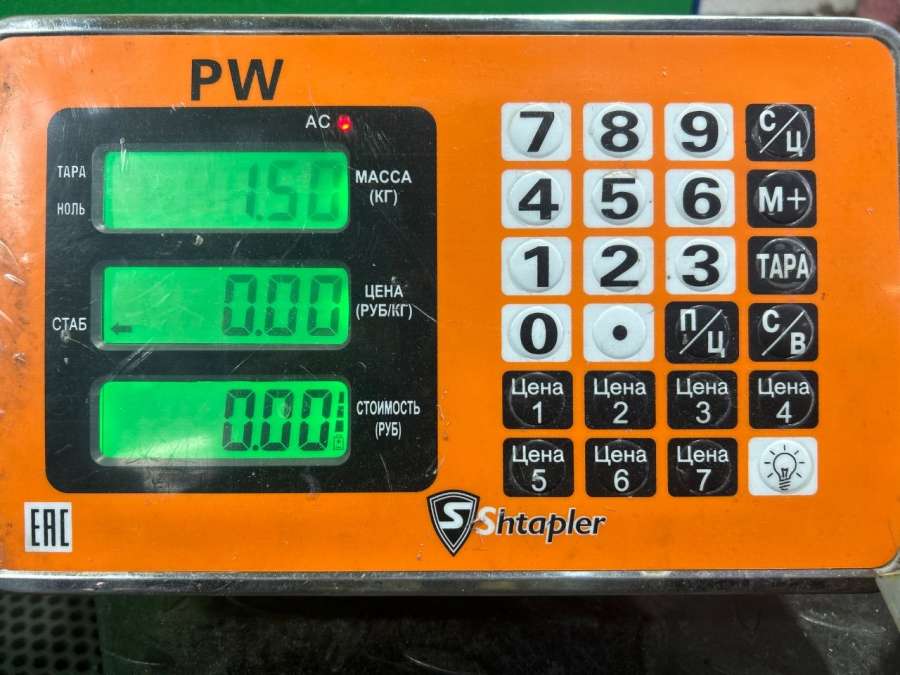 PW
AC
ТАРА
НОЛЬ
1.50
МАССА
(КГ)
СТАБ
0.00
ЦЕНА
(РУБ/КГ)
0.00
СТОИМОСТЬ
(РУБ)
7 8 9 С/Ц
4 5 6 М+
1 2 3 ТАРА
0 • П/Ц С/В
Цена 1 Цена 2 Цена 3 Цена 4
Цена 5 Цена 6 Цена 7
EAC
S Shtapler